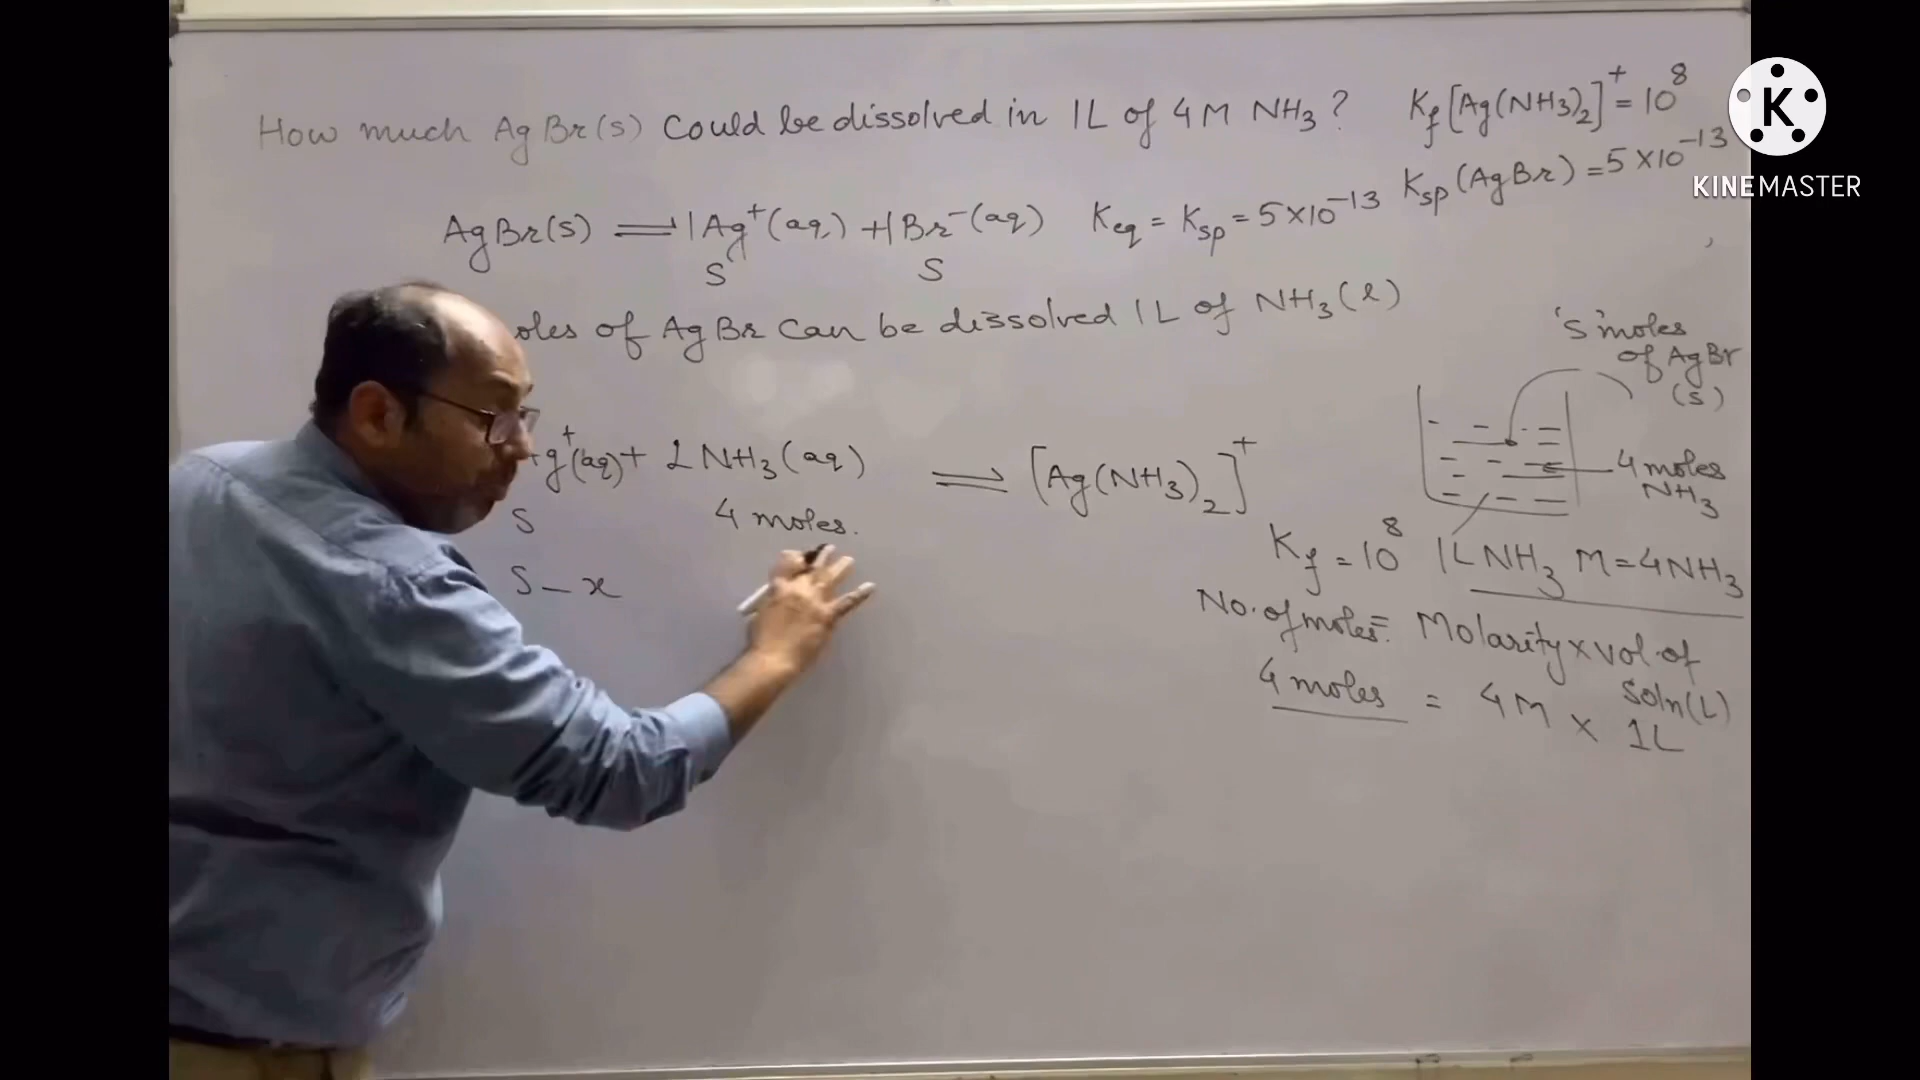 How much AgBr(s) could be dissolved in 1L of 4M NH3? Kf[Ag(NH3)2]+ = 10^8
Ksp(AgBr) = 5×10^-13
KINEMASTER
AgBr(s) ⇌ 1Ag+(aq) + 1Br-(aq) Keq = Ksp = 5×10^-13
S S
oles of AgBr can be dissolved 1L of NH3(l)
'S' moles
of AgBr
(s)
g+(aq) + 2NH3(aq) ⇌ [Ag(NH3)2]+
4 moles
NH3
S 4 moles.
Kf = 10^8 1L NH3 M=4NH3
S - x
No. of moles = Molarity × vol. of
soln(L)
4 moles = 4M × 1L